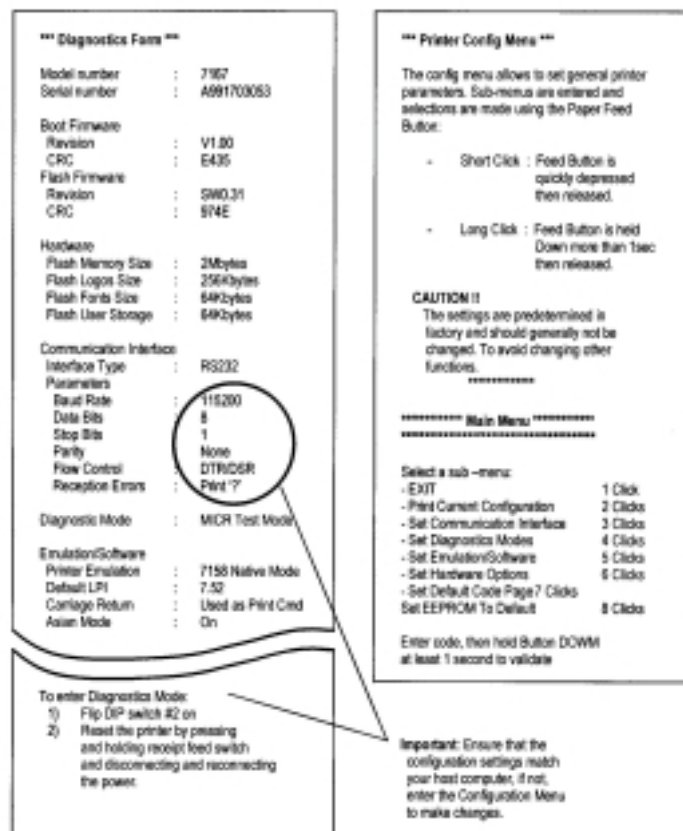 *** Diagnostics Form ***
Model number : 7167
Serial number : A991703053
Boot Firmware
Revision : V1.00
CRC : E435
Flash Firmware
Revision : SW0.31
CRC : 974E
Hardware
Flash Memory Size : 2Mbytes
Flash Logos Size : 256Kbytes
Flash Fonts Size : 64Kbytes
Flash User Storage : 64Kbytes
Communication Interface
Interface Type : RS232
Parameters
Baud Rate : 115200
Data Bits : 8
Stop Bits : 1
Parity : None
Flow Control : DTR/DSR
Reception Errors : Print "?"
Diagnostic Mode : MICR Test Mode
Emulation/Software
Printer Emulation : 7158 Native Mode
Default LPI : 7.52
Carriage Return : Used as Print Cmd
Asian Mode : On
To enter Diagnostics Mode:
1) Flip DIP switch #2 on
2) Reset the printer by pressing
and holding receipt feed switch
and disconnecting and reconnecting
the power.
*** Printer Config Menu ***
The config menu allows to set general printer
parameters. Sub-menus are entered and
selections are made using the Paper Feed
Button:
- Short Click : Feed Button is
quickly depressed
then released.
- Long Click : Feed Button is held
Down more than 1sec
then released.
CAUTION !!
The settings are predetermined in
factory and should generally not be
changed. To avoid changing other
functions.
************
*********** Main Menu ***********
***********************************
Select a sub –menu:
- EXIT 1 Click
- Print Current Configuration 2 Clicks
- Set Communication Interface 3 Clicks
- Set Diagnostics Modes 4 Clicks
- Set Emulation/Software 5 Clicks
- Set Hardware Options 6 Clicks
- Set Default Code Page7 Clicks
Set EEPROM To Default 8 Clicks
Enter code, then hold Button DOWM
at least 1 second to validate
Important: Ensure that the
configuration settings match
your host computer, if not,
enter the Configuration Menu
to make changes.